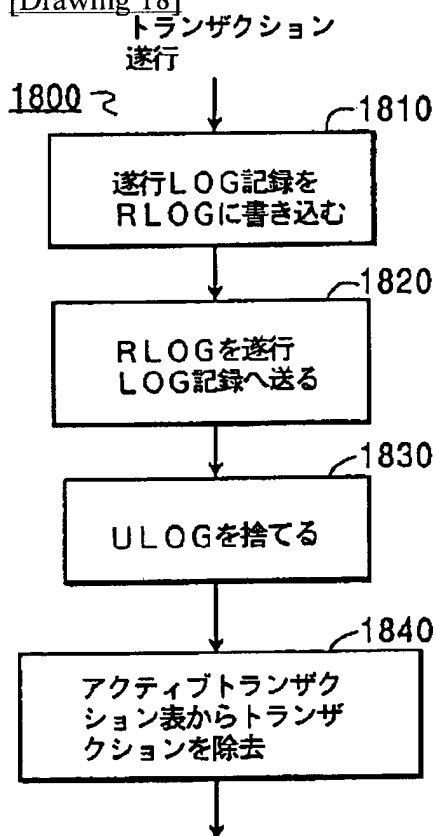 [Drawing 18]
トランザクション
遂行
1800
1810
遂行LOG記録を
RLOGに書き込む
1820
RLOGを遂行
LOG記録へ送る
1830
ULOGを捨てる
1840
アクティブトランザク
ション表からトランザ
クションを除去